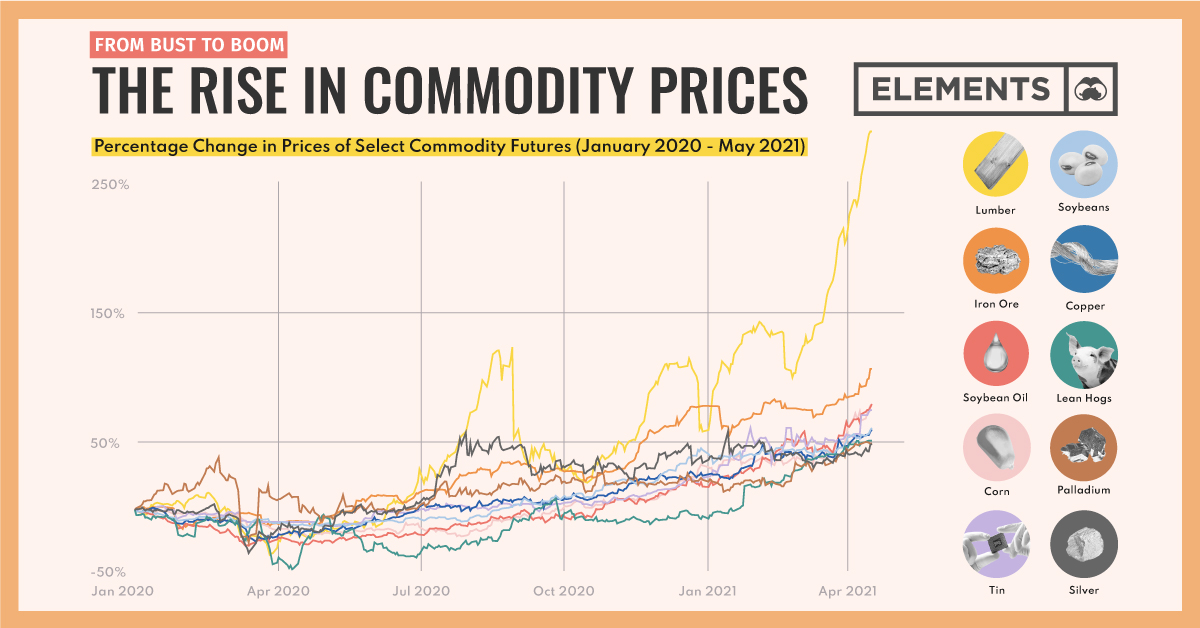 FROM BUST TO BOOM
THE RISE IN COMMODITY PRICES
ELEMENTS
Percentage Change in Prices of Select Commodity Futures (January 2020 - May 2021)
250%
150%
50%
-50%
Jan 2020
Apr 2020
Jul 2020
Oct 2020
Jan 2021
Apr 2021
Lumber
Soybeans
Iron Ore
Copper
Soybean Oil
Lean Hogs
Corn
Palladium
Tin
Silver